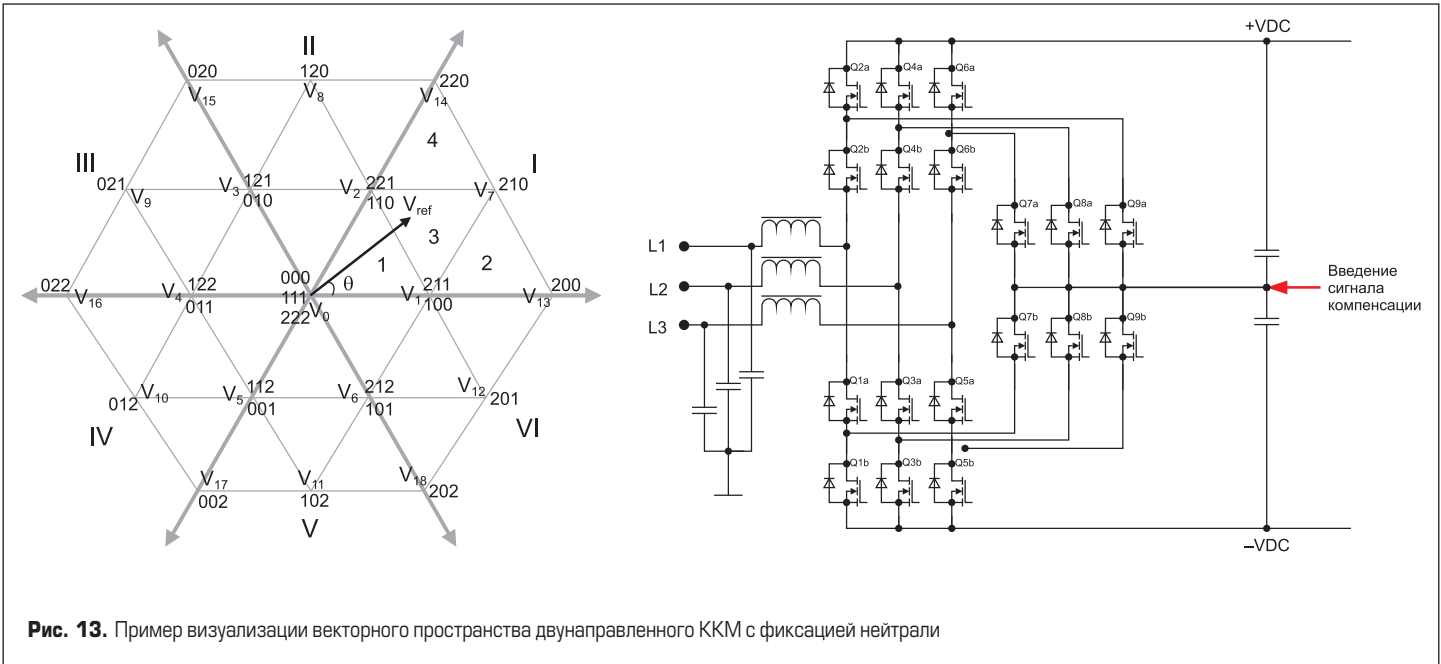 II
020
120
220
V15
V8
V14
4
III
I
021
V9
V3
121
010
V2
221
110
V7
210
Vref
3
000
111
222
V0
θ
1
2
022
V16
V4
122
011
V1
211
100
V13
200
012
V10
V5
112
001
V6
212
101
V12
201
IV
VI
V17
002
V11
102
V18
202
V
+VDC
Q2a
Q4a
Q6a
Q2b
Q4b
Q6b
Q7a
Q8a
Q9a
L1
L2
L3
Введение
сигнала
компенсации
Q7b
Q8b
Q9b
Q1a
Q3a
Q5a
Q1b
Q3b
Q5b
–VDC
Рис. 13. Пример визуализации векторного пространства двунаправленного ККМ с фиксацией нейтрали